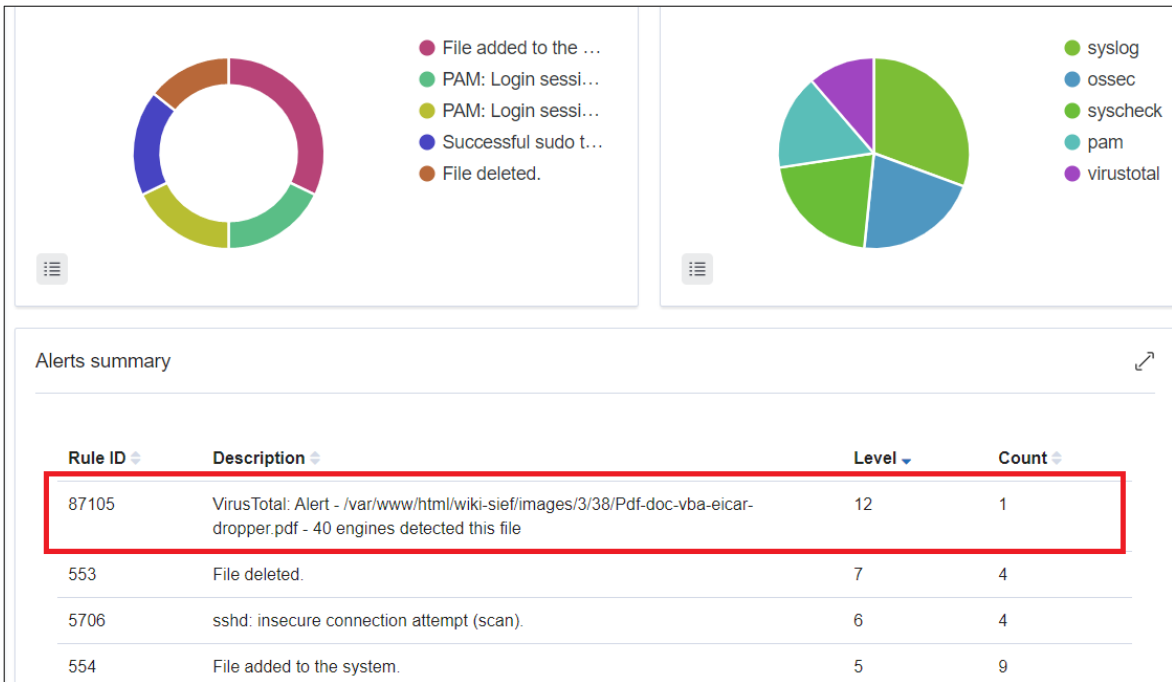 File added to the ...
PAM: Login sessi...
PAM: Login sessi...
Successful sudo t...
File deleted.
syslog
ossec
syscheck
pam
virustotal
Alerts summary
Rule ID Description Level Count
87105 VirusTotal: Alert - /var/www/html/wiki-sief/images/3/38/Pdf-doc-vba-eicar- 12 1
dropper.pdf - 40 engines detected this file
553 File deleted. 7 4
5706 sshd: insecure connection attempt (scan). 6 4
554 File added to the system. 5 9